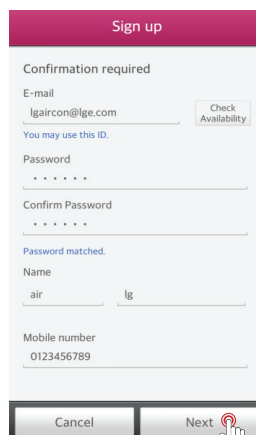 Sign up
Confirmation required
E-mail
lgaircon@lge.com
Check
Availability
You may use this ID.
Password
• • • • • •
Confirm Password
• • • • • •
Password matched.
Name
air lg
Mobile number
0123456789
Cancel Next